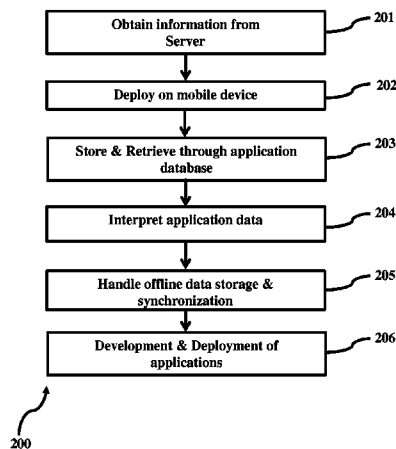 Obtain information from
Server
201
Deploy on mobile device
202
Store & Retrieve through application
database
203
Interpret application data
204
Handle offline data storage &
synchronization
205
Development & Deployment of
applications
206
200